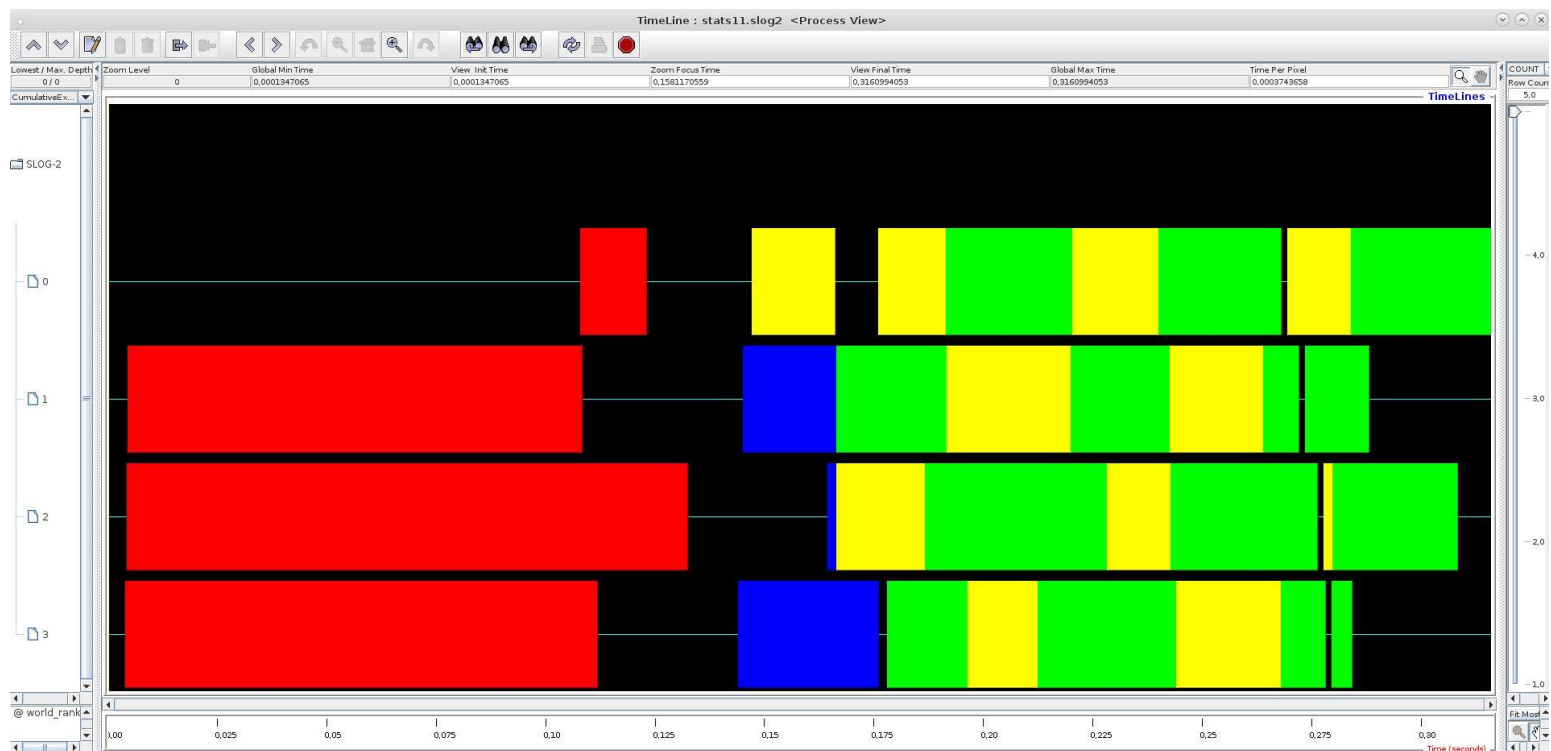 TimeLine : stats11.slog2 <Process View>
Lowest / Max. Depth
0 / 0
CumulativeEx...
Zoom Level Global Min Time View Init Time Zoom Focus Time View Final Time Global Max Time Time Per Pixel
0 0,0001347065 0,0001347065 0,1581170559 0,3160994053 0,3160994053 0,0003743658
COUNT
Row Coun
5,0
TimeLines
SLOG-2
0
1
2
3
4,0
3,0
2,0
1,0
@ world_rank
Fit Mos
0,00 0,025 0,05 0,075 0,10 0,125 0,15 0,175 0,20 0,225 0,25 0,275 0,30
Time (seconds)